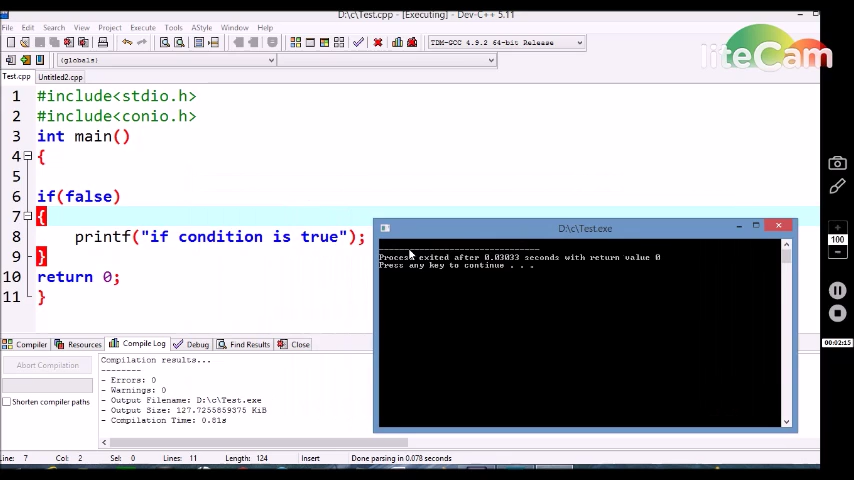 D:\c\Test.cpp - [Executing] - Dev-C++ 5.11
File Edit Search View Project Execute Tools AStyle Window Help
TDM-GCC 4.9.2 64-bit Release
(globals)
liteCam
Test.cpp Untitled2.cpp
1 #include<stdio.h>
2 #include<conio.h>
3 int main()
4 {
5
6 if(false)
7 {
8 printf("if condition is true");
9 }
10 return 0;
11 }
D:\c\Test.exe
--------------------------------
Process exited after 0.03033 seconds with return value 0
Press any key to continue . . .
100
00:02:15
Compiler Resources Compile Log Debug Find Results Close
Abort Compilation
Shorten compiler paths
Compilation results...
--------
- Errors: 0
- Warnings: 0
- Output Filename: D:\c\Test.exe
- Output Size: 127.7255859375 KiB
- Compilation Time: 0.81s
Line: 7 Col: 2 Sel: 0 Lines: 11 Length: 124 Insert Done parsing in 0.078 seconds